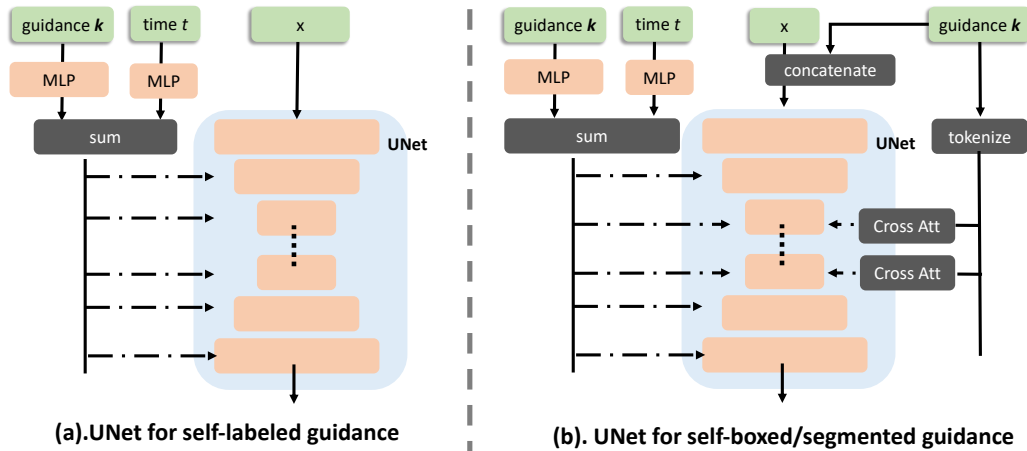 guidance k
time t
x
MLP
MLP
sum
UNet
(a).UNet for self-labeled guidance
guidance k
time t
x
guidance k
MLP
MLP
concatenate
sum
UNet
tokenize
Cross Att
Cross Att
(b). UNet for self-boxed/segmented guidance